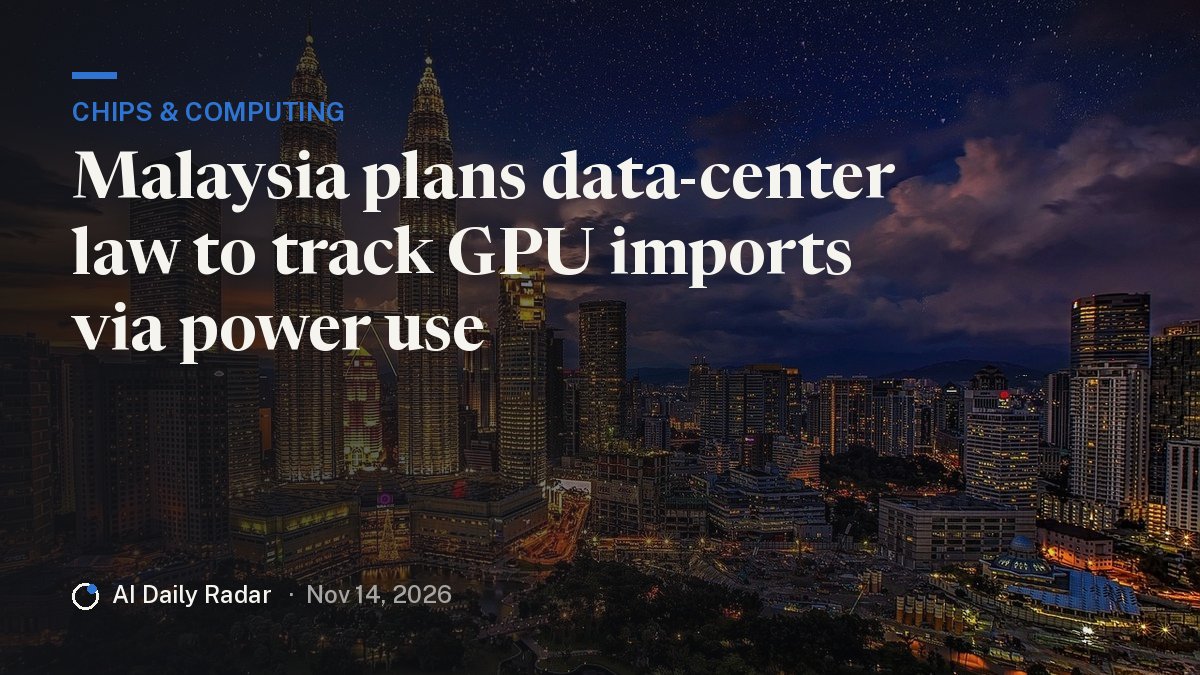 CHIPS & COMPUTING
Malaysia plans data-center
law to track GPU imports
via power use
AI Daily Radar · Nov 14, 2026